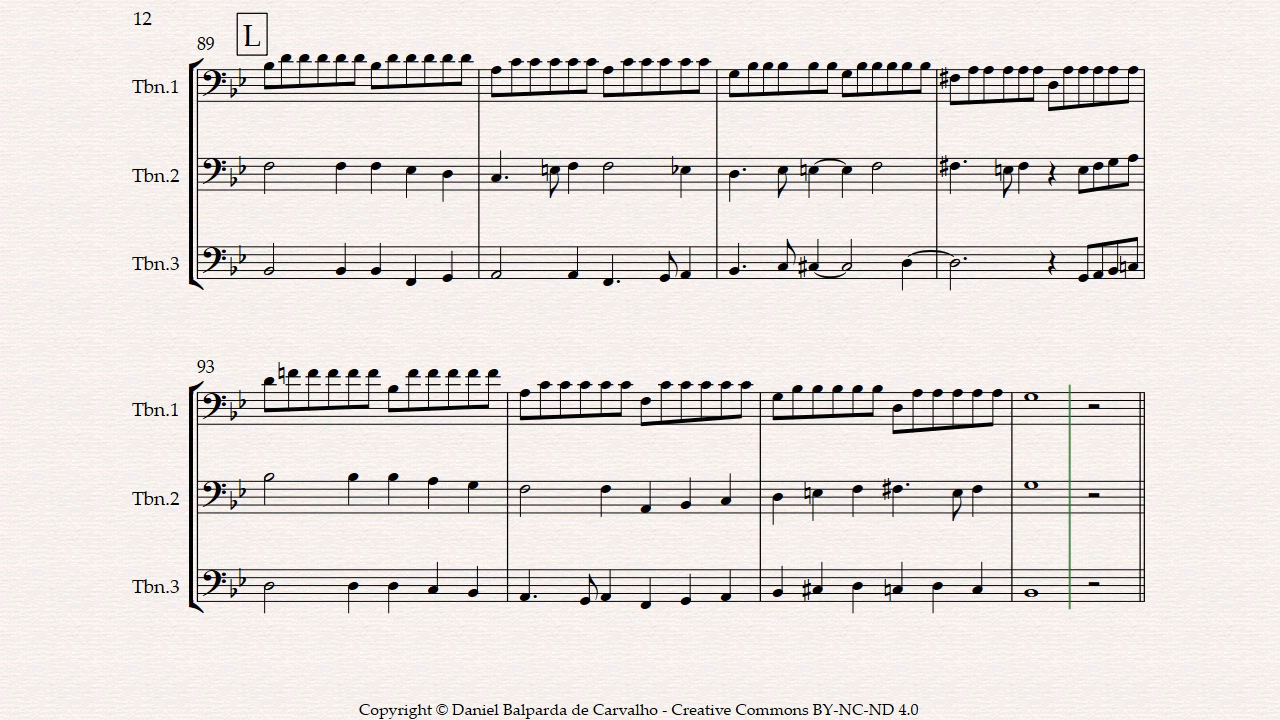 12
89
L
Tbn.1
Tbn.2
Tbn.3
93
Tbn.1
Tbn.2
Tbn.3
Copyright © Daniel Balparda de Carvalho - Creative Commons BY-NC-ND 4.0